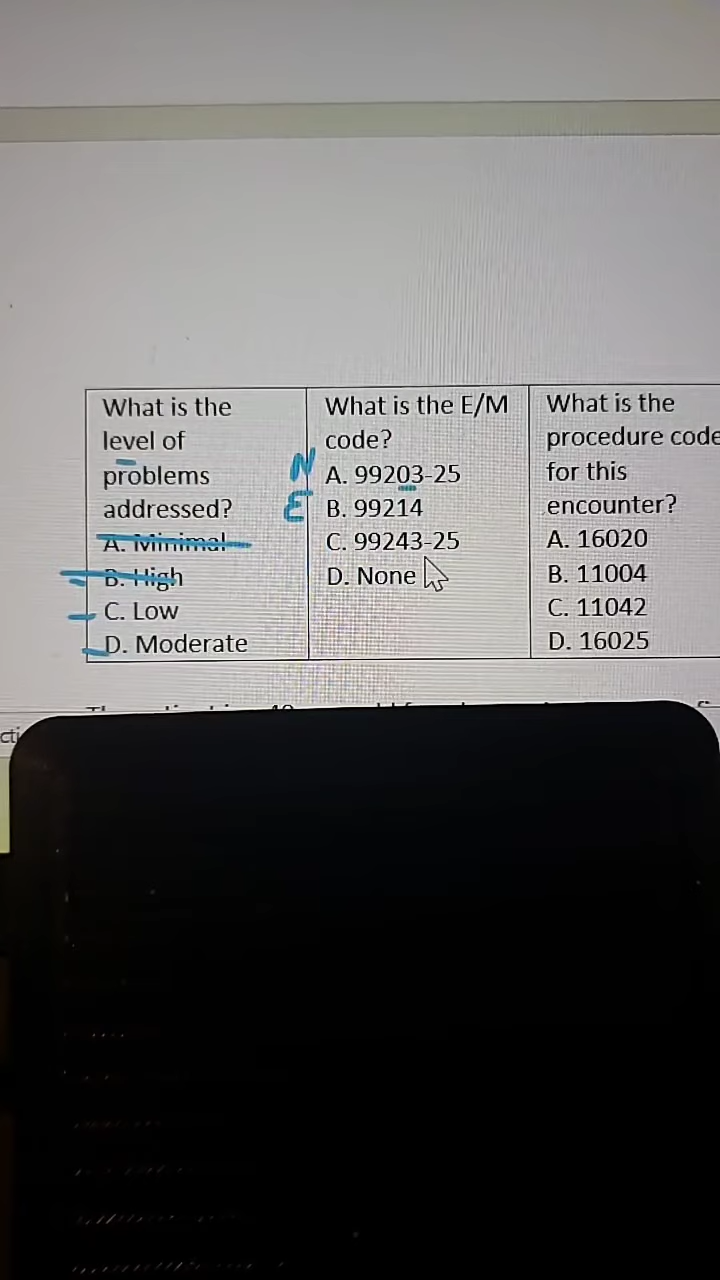 What is the
level of
problems
addressed?
A. Minimal
B. High
C. Low
D. Moderate
What is the E/M
code?
N A. 99203-25
E B. 99214
C. 99243-25
D. None
What is the
procedure code
for this
encounter?
A. 16020
B. 11004
C. 11042
D. 16025
cti